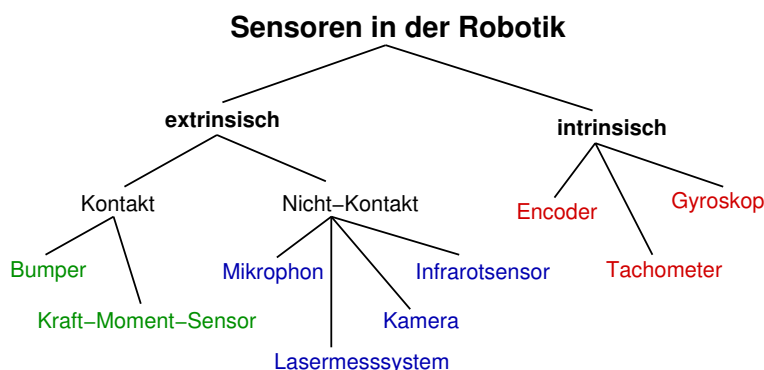 Sensoren in der Robotik
extrinsisch
intrinsisch
Kontakt
Nicht−Kontakt
Encoder
Gyroskop
Bumper
Mikrophon
Infrarotsensor
Tachometer
Kraft−Moment−Sensor
Kamera
Lasermesssystem